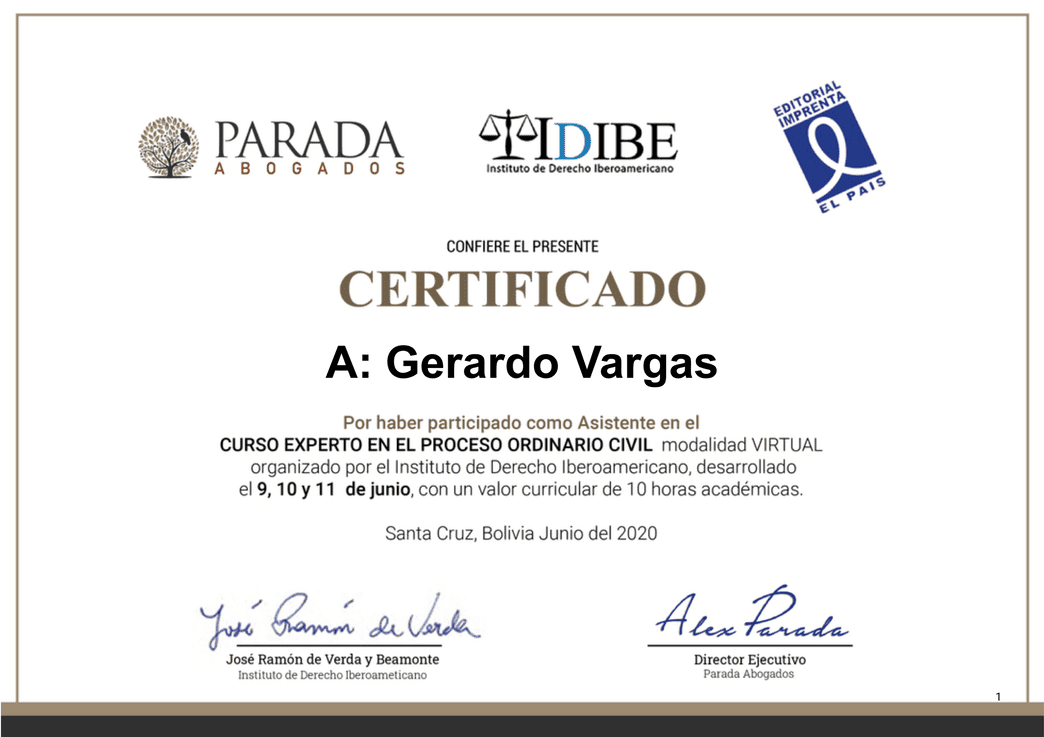 PARADA
ABOGADOS
IDIBE
Instituto de Derecho Iberoamericano
EDITORIAL
IMPRENTA
EL PAIS
CONFIERE EL PRESENTE
CERTIFICADO
A: Gerardo Vargas
Por haber participado como Asistente en el
CURSO EXPERTO EN EL PROCESO ORDINARIO CIVIL modalidad VIRTUAL
organizado por el Instituto de Derecho Iberoamericano, desarrollado
el 9, 10 y 11 de junio, con un valor curricular de 10 horas académicas.
Santa Cruz, Bolivia Junio del 2020
José Ramón de Verda
José Ramón de Verda y Beamonte
Instituto de Derecho Iberoameticano
Alex Parada
Director Ejecutivo
Parada Abogados
1